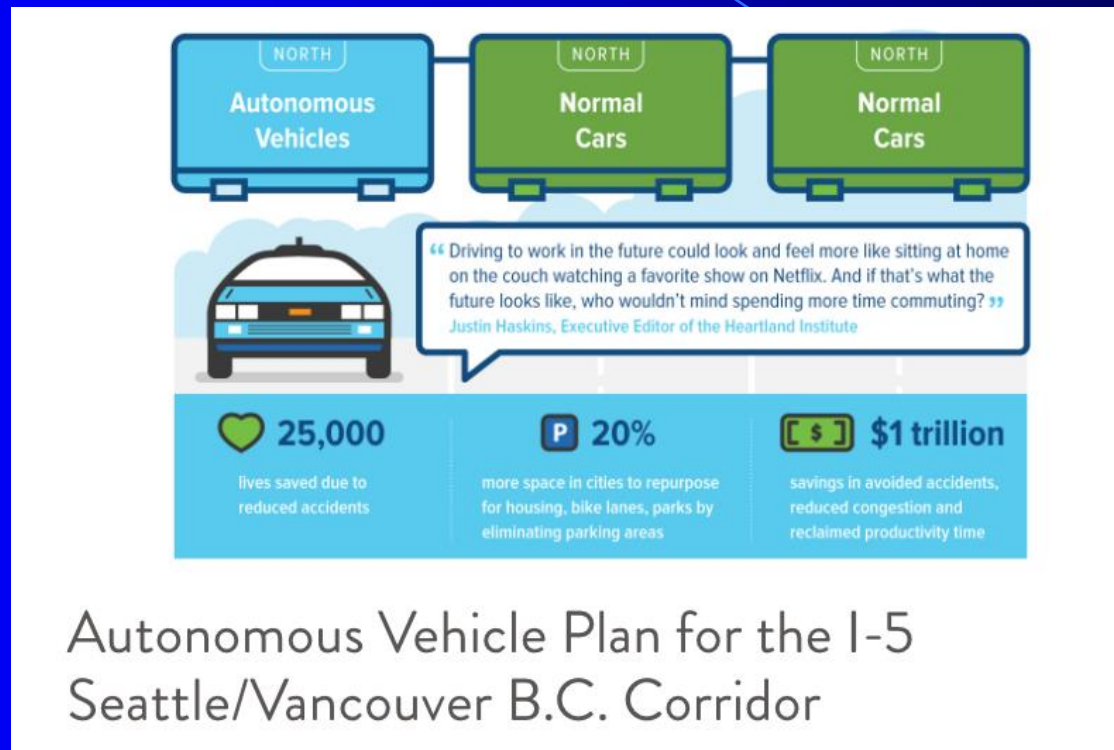 NORTH
Autonomous
Vehicles
NORTH
Normal
Cars
NORTH
Normal
Cars
“ Driving to work in the future could look and feel more like sitting at home
on the couch watching a favorite show on Netflix. And if that’s what the
future looks like, who wouldn’t mind spending more time commuting? ”
Justin Haskins, Executive Editor of the Heartland Institute
25,000
lives saved due to
reduced accidents
P 20%
more space in cities to repurpose
for housing, bike lanes, parks by
eliminating parking areas
$ $1 trillion
savings in avoided accidents,
reduced congestion and
reclaimed productivity time
Autonomous Vehicle Plan for the I-5
Seattle/Vancouver B.C. Corridor